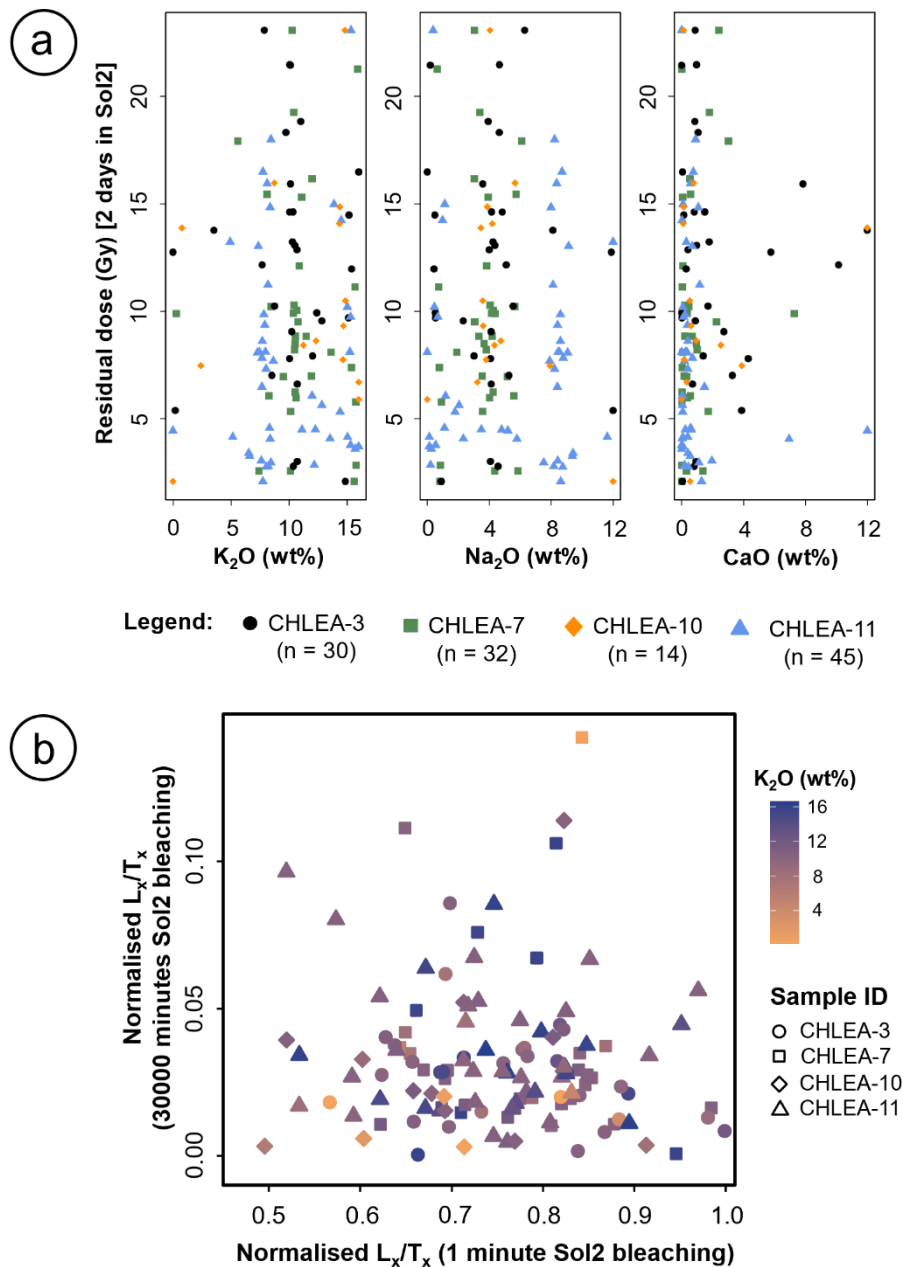 a
Residual dose (Gy) [2 days in Sol2]
20
15
10
5
0 5 10 15
0 4 8 12
0 4 8 12
K₂O (wt%)
Na₂O (wt%)
CaO (wt%)
Legend:
CHLEA-3
(n = 30)
CHLEA-7
(n = 32)
CHLEA-10
(n = 14)
CHLEA-11
(n = 45)
b
Normalised Lₓ/Tₓ
(30000 minutes Sol2 bleaching)
0.10
0.05
0.00
0.5 0.6 0.7 0.8 0.9 1.0
Normalised Lₓ/Tₓ (1 minute Sol2 bleaching)
K₂O (wt%)
16
12
8
4
Sample ID
CHLEA-3
CHLEA-7
CHLEA-10
CHLEA-11